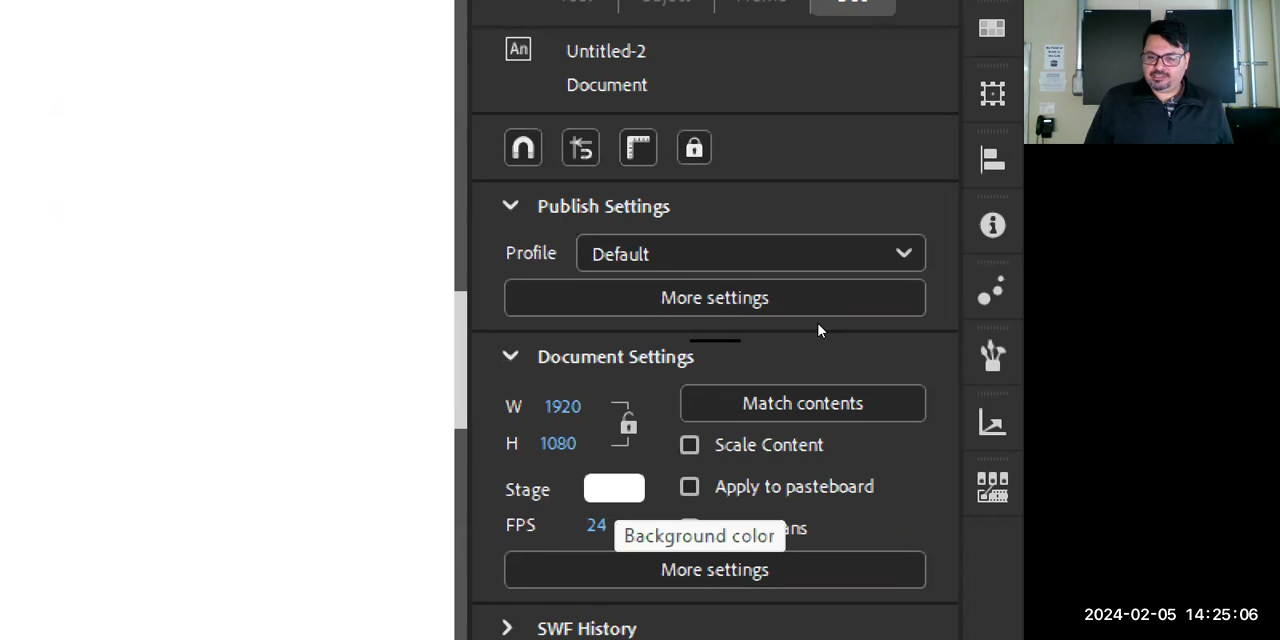 An
Untitled-2
Document
Publish Settings
Profile
Default
More settings
Document Settings
W 1920
Match contents
H 1080
Scale Content
Stage
Apply to pasteboard
FPS 24
Background color
More settings
SWF History
2024-02-05 14:25:06